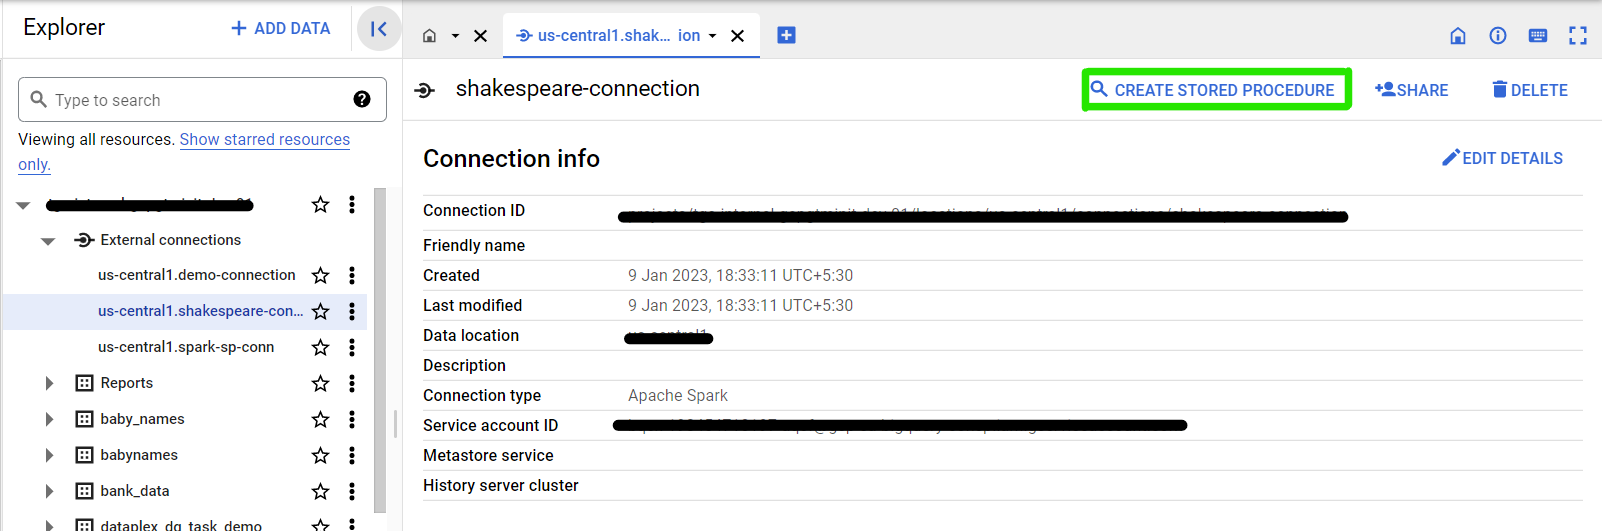 Explorer
ADD DATA
us-central1.shak... ion
Type to search
Viewing all resources. Show starred resources
only.
External connections
us-central1.demo-connection
us-central1.shakespeare-con...
us-central1.spark-sp-conn
Reports
baby_names
babynames
bank_data
dataplex_dq_task_demo
shakespeare-connection
CREATE STORED PROCEDURE
SHARE
DELETE
Connection info
EDIT DETAILS
Connection ID
Friendly name
Created 9 Jan 2023, 18:33:11 UTC+5:30
Last modified 9 Jan 2023, 18:33:11 UTC+5:30
Data location
Description
Connection type Apache Spark
Service account ID
Metastore service
History server cluster